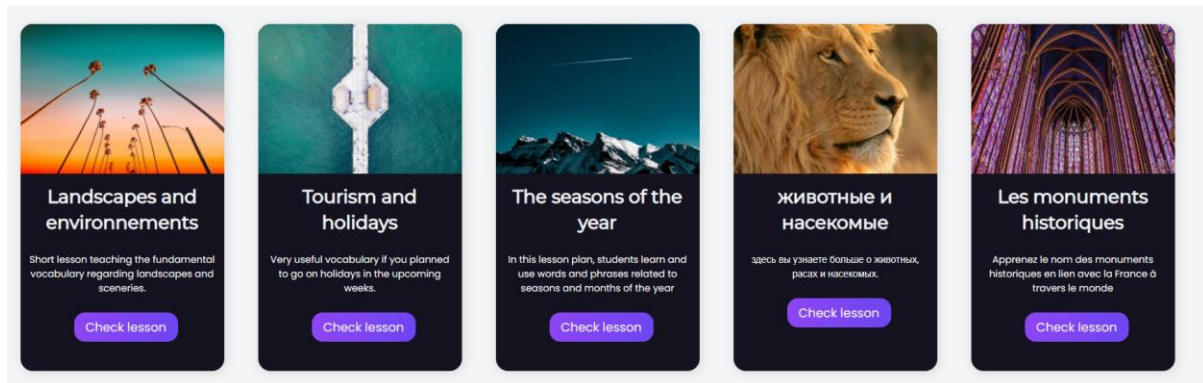 Landscapes and
environnements
Short lesson teaching the fundamental
vocabulary regarding landscapes and
sceneries.
Check lesson
Tourism and
holidays
Very useful vocabulary if you planned
to go on holidays in the upcoming
weeks.
Check lesson
The seasons of the
year
In this lesson plan, students learn and
use words and phrases related to
seasons and months of the year
Check lesson
животные и
насекомые
здесь вы узнаете больше о животных,
расах и насекомых.
Check lesson
Les monuments
historiques
Apprenez le nom des monuments
historiques en lien avec la France à
travers le monde
Check lesson